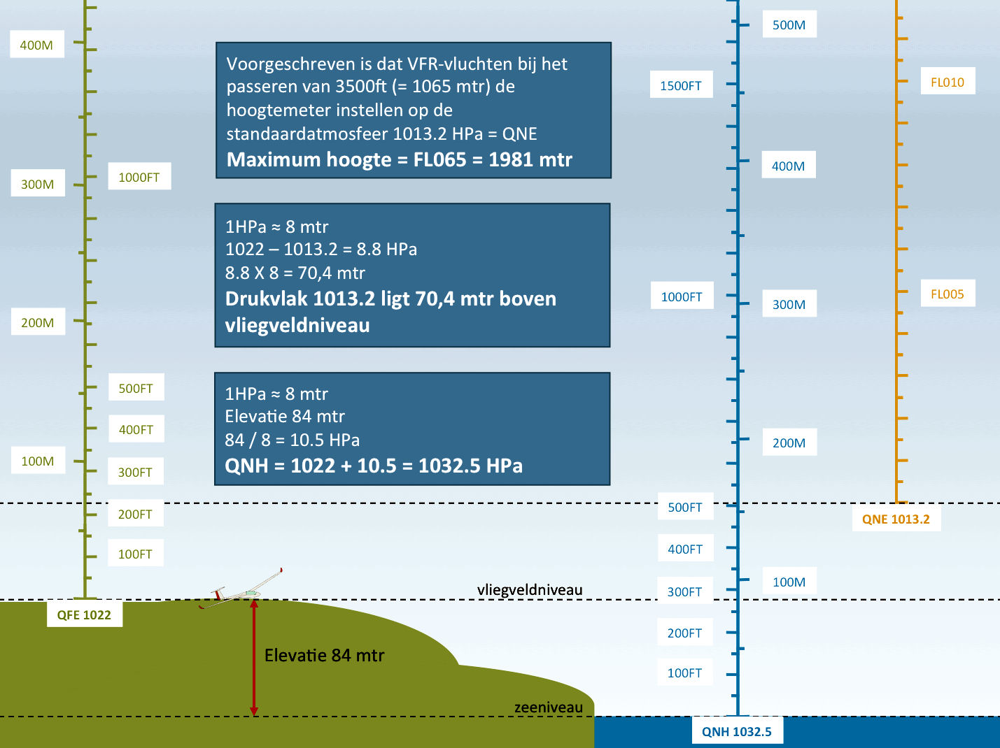 400M
300M
200M
100M
1000FT
500FT
400FT
300FT
200FT
100FT
QFE 1022
Voorgeschreven is dat VFR-vluchten bij het
passeren van 3500ft (= 1065 mtr) de
hoogtemeter instellen op de
standaardatmosfeer 1013.2 HPa = QNE
Maximum hoogte = FL065 = 1981 mtr
1HPa ≈ 8 mtr
1022 – 1013.2 = 8.8 HPa
8.8 X 8 = 70,4 mtr
Drukvlak 1013.2 ligt 70,4 mtr boven
vliegveldniveau
1HPa ≈ 8 mtr
Elevatie 84 mtr
84 / 8 = 10.5 HPa
QNH = 1022 + 10.5 = 1032.5 HPa
vliegveldniveau
Elevatie 84 mtr
zeeniveau
1500FT
1000FT
500FT
400FT
300FT
200FT
100FT
500M
400M
300M
200M
100M
QNH 1032.5
FL010
FL005
QNE 1013.2